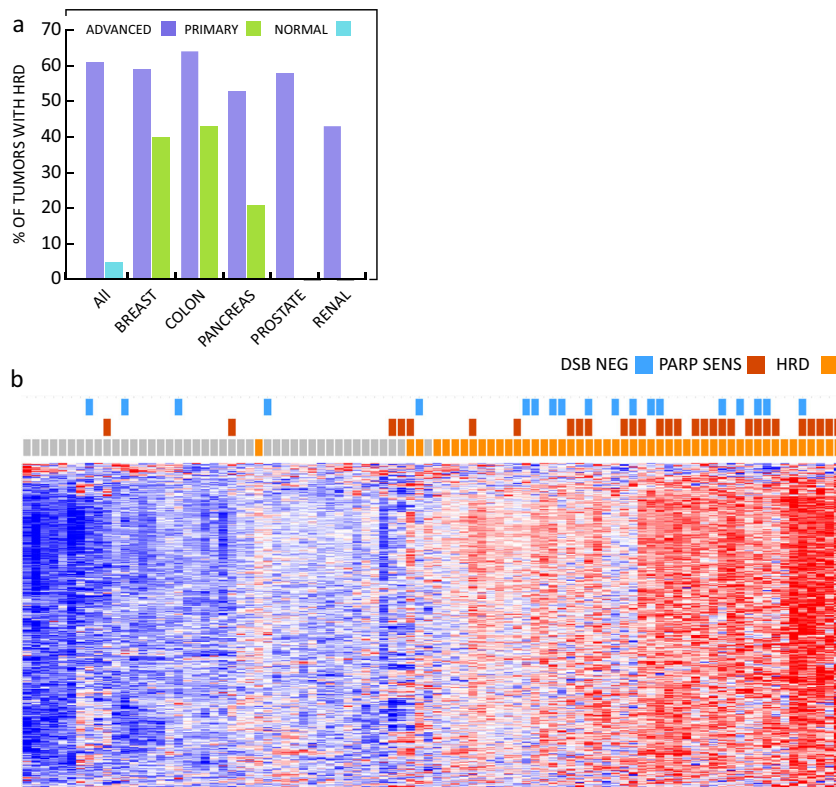 a
ADVANCED PRIMARY NORMAL
% OF TUMORS WITH HRD
70
60
50
40
30
20
10
0
All
BREAST
COLON
PANCREAS
PROSTATE
RENAL
b
DSB NEG PARP SENS HRD